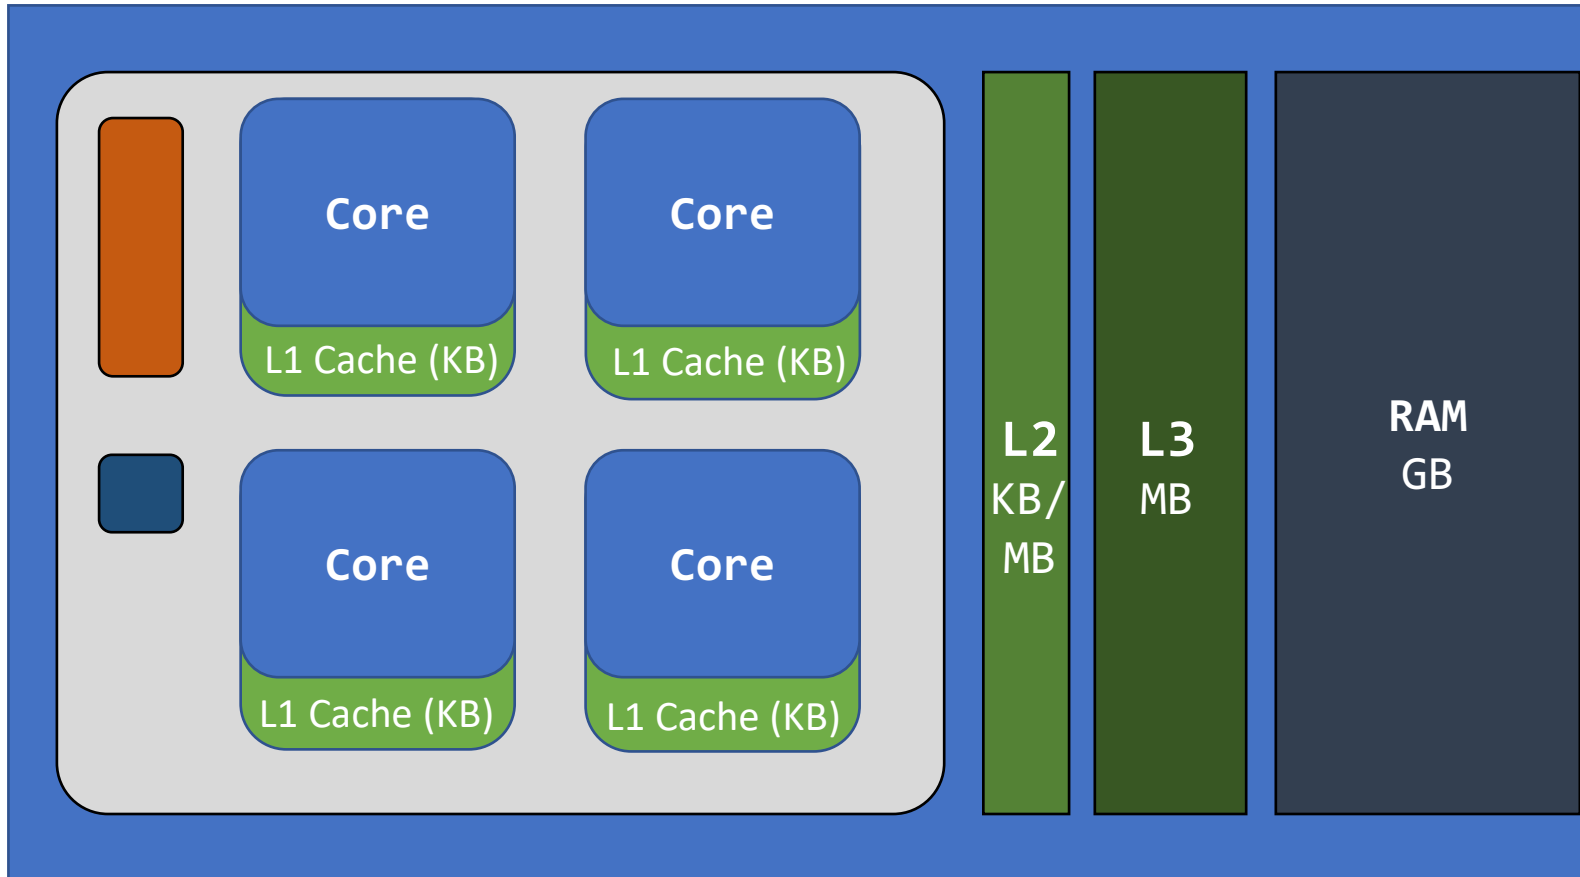 Core
Core
L1 Cache (KB)
L1 Cache (KB)
Core
Core
L1 Cache (KB)
L1 Cache (KB)
L2
KB/
MB
L3
MB
RAM
GB